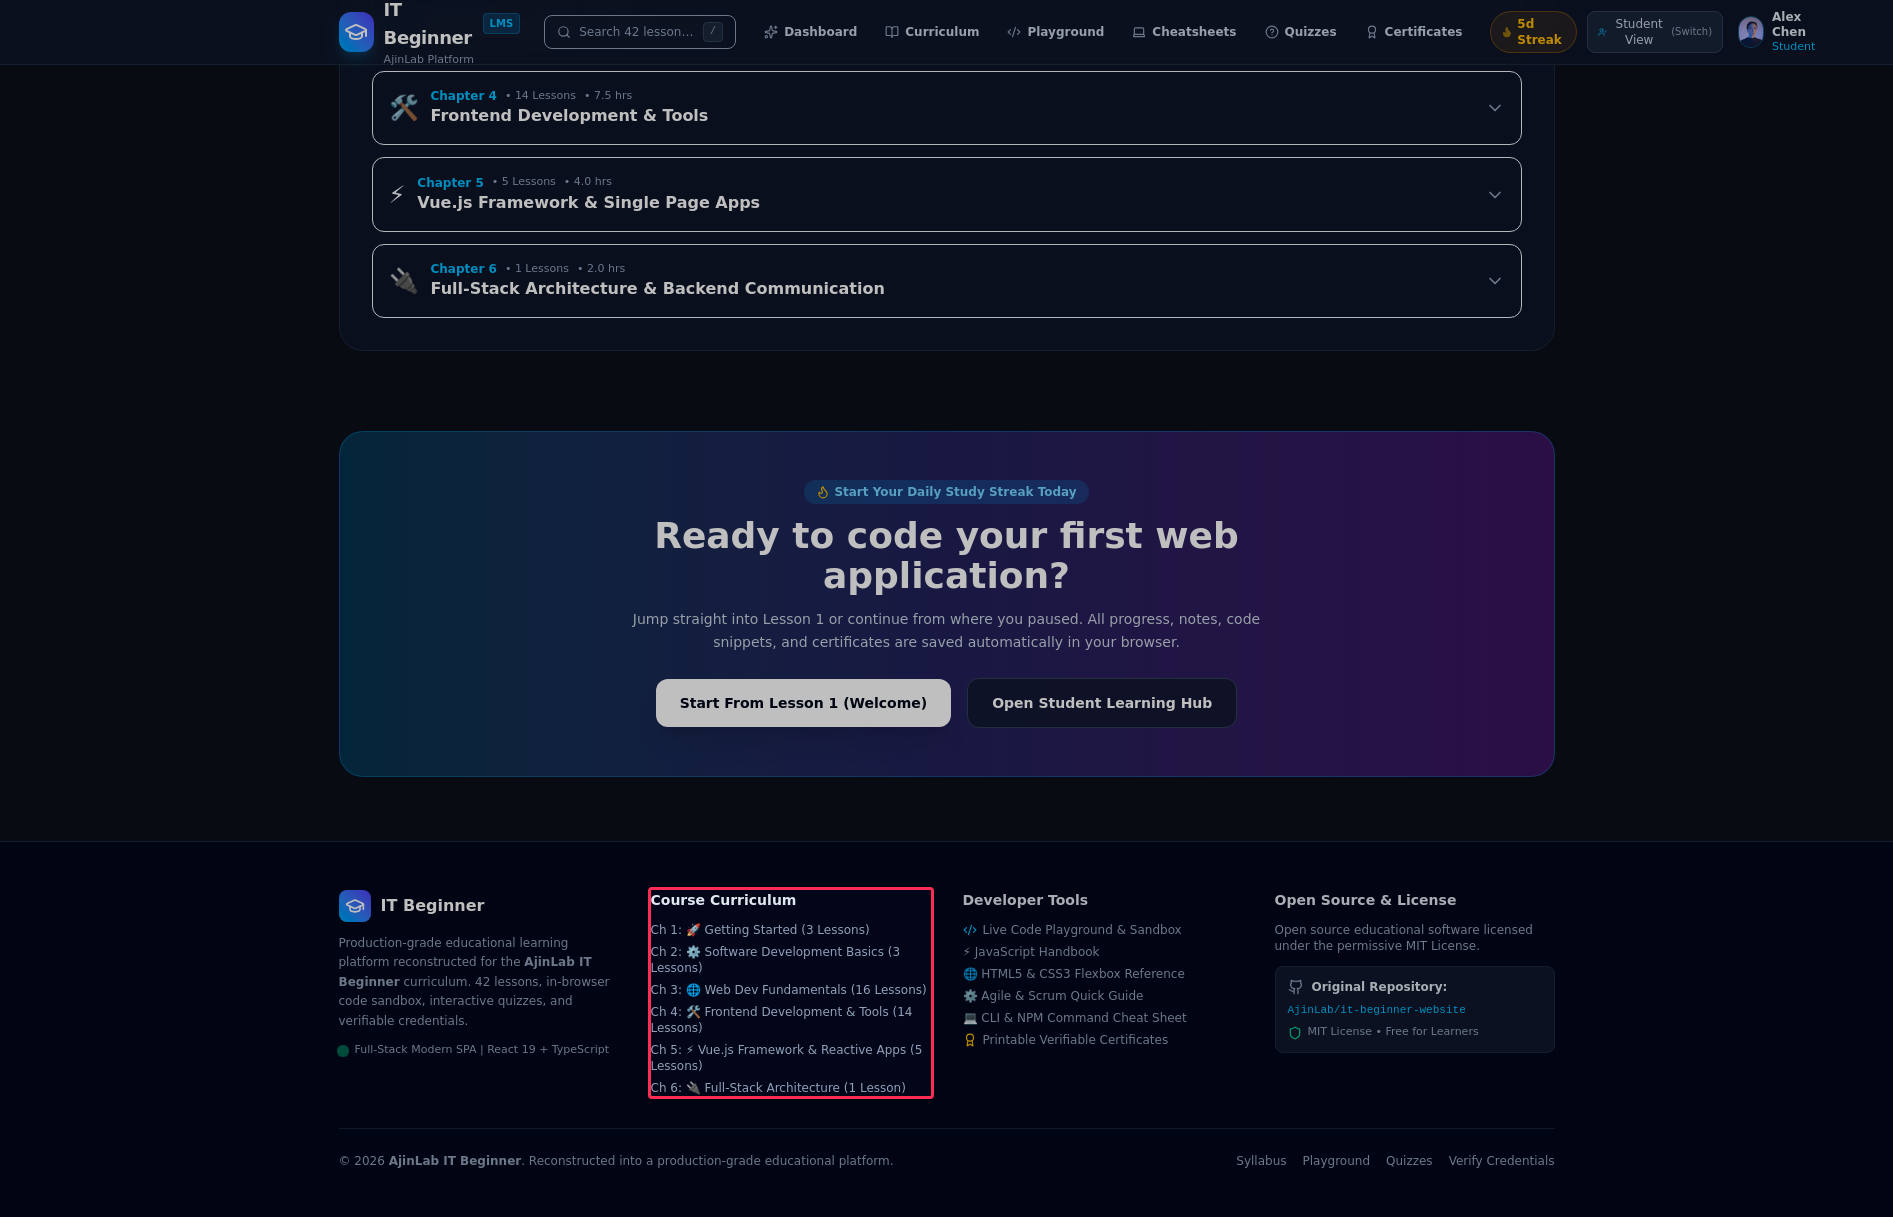 IT Beginner
LMS
AjinLab Platform
Search 42 lesson...
/
Dashboard
Curriculum
Playground
Cheatsheets
Quizzes
Certificates
5d Streak
Student View
(Switch)
Alex Chen
Student
Chapter 4 • 14 Lessons • 7.5 hrs
Frontend Development & Tools
Chapter 5 • 5 Lessons • 4.0 hrs
Vue.js Framework & Single Page Apps
Chapter 6 • 1 Lessons • 2.0 hrs
Full-Stack Architecture & Backend Communication
Start Your Daily Study Streak Today
Ready to code your first web
application?
Jump straight into Lesson 1 or continue from where you paused. All progress, notes, code
snippets, and certificates are saved automatically in your browser.
Start From Lesson 1 (Welcome)
Open Student Learning Hub
IT Beginner
Production-grade educational learning
platform reconstructed for the AjinLab IT
Beginner curriculum. 42 lessons, in-browser
code sandbox, interactive quizzes, and
verifiable credentials.
Full-Stack Modern SPA | React 19 + TypeScript
Course Curriculum
Ch 1: 🚀 Getting Started (3 Lessons)
Ch 2: ⚙️ Software Development Basics (3
Lessons)
Ch 3: 🌐 Web Dev Fundamentals (16 Lessons)
Ch 4: 🛠️ Frontend Development & Tools (14
Lessons)
Ch 5: ⚡ Vue.js Framework & Reactive Apps (5
Lessons)
Ch 6: 🔌 Full-Stack Architecture (1 Lesson)
Developer Tools
Live Code Playground & Sandbox
⚡ JavaScript Handbook
🌐 HTML5 & CSS3 Flexbox Reference
⚙️ Agile & Scrum Quick Guide
💻 CLI & NPM Command Cheat Sheet
Printable Verifiable Certificates
Open Source & License
Open source educational software licensed
under the permissive MIT License.
Original Repository:
AjinLab/it-beginner-website
MIT License • Free for Learners
© 2026 AjinLab IT Beginner. Reconstructed into a production-grade educational platform.
Syllabus
Playground
Quizzes
Verify Credentials